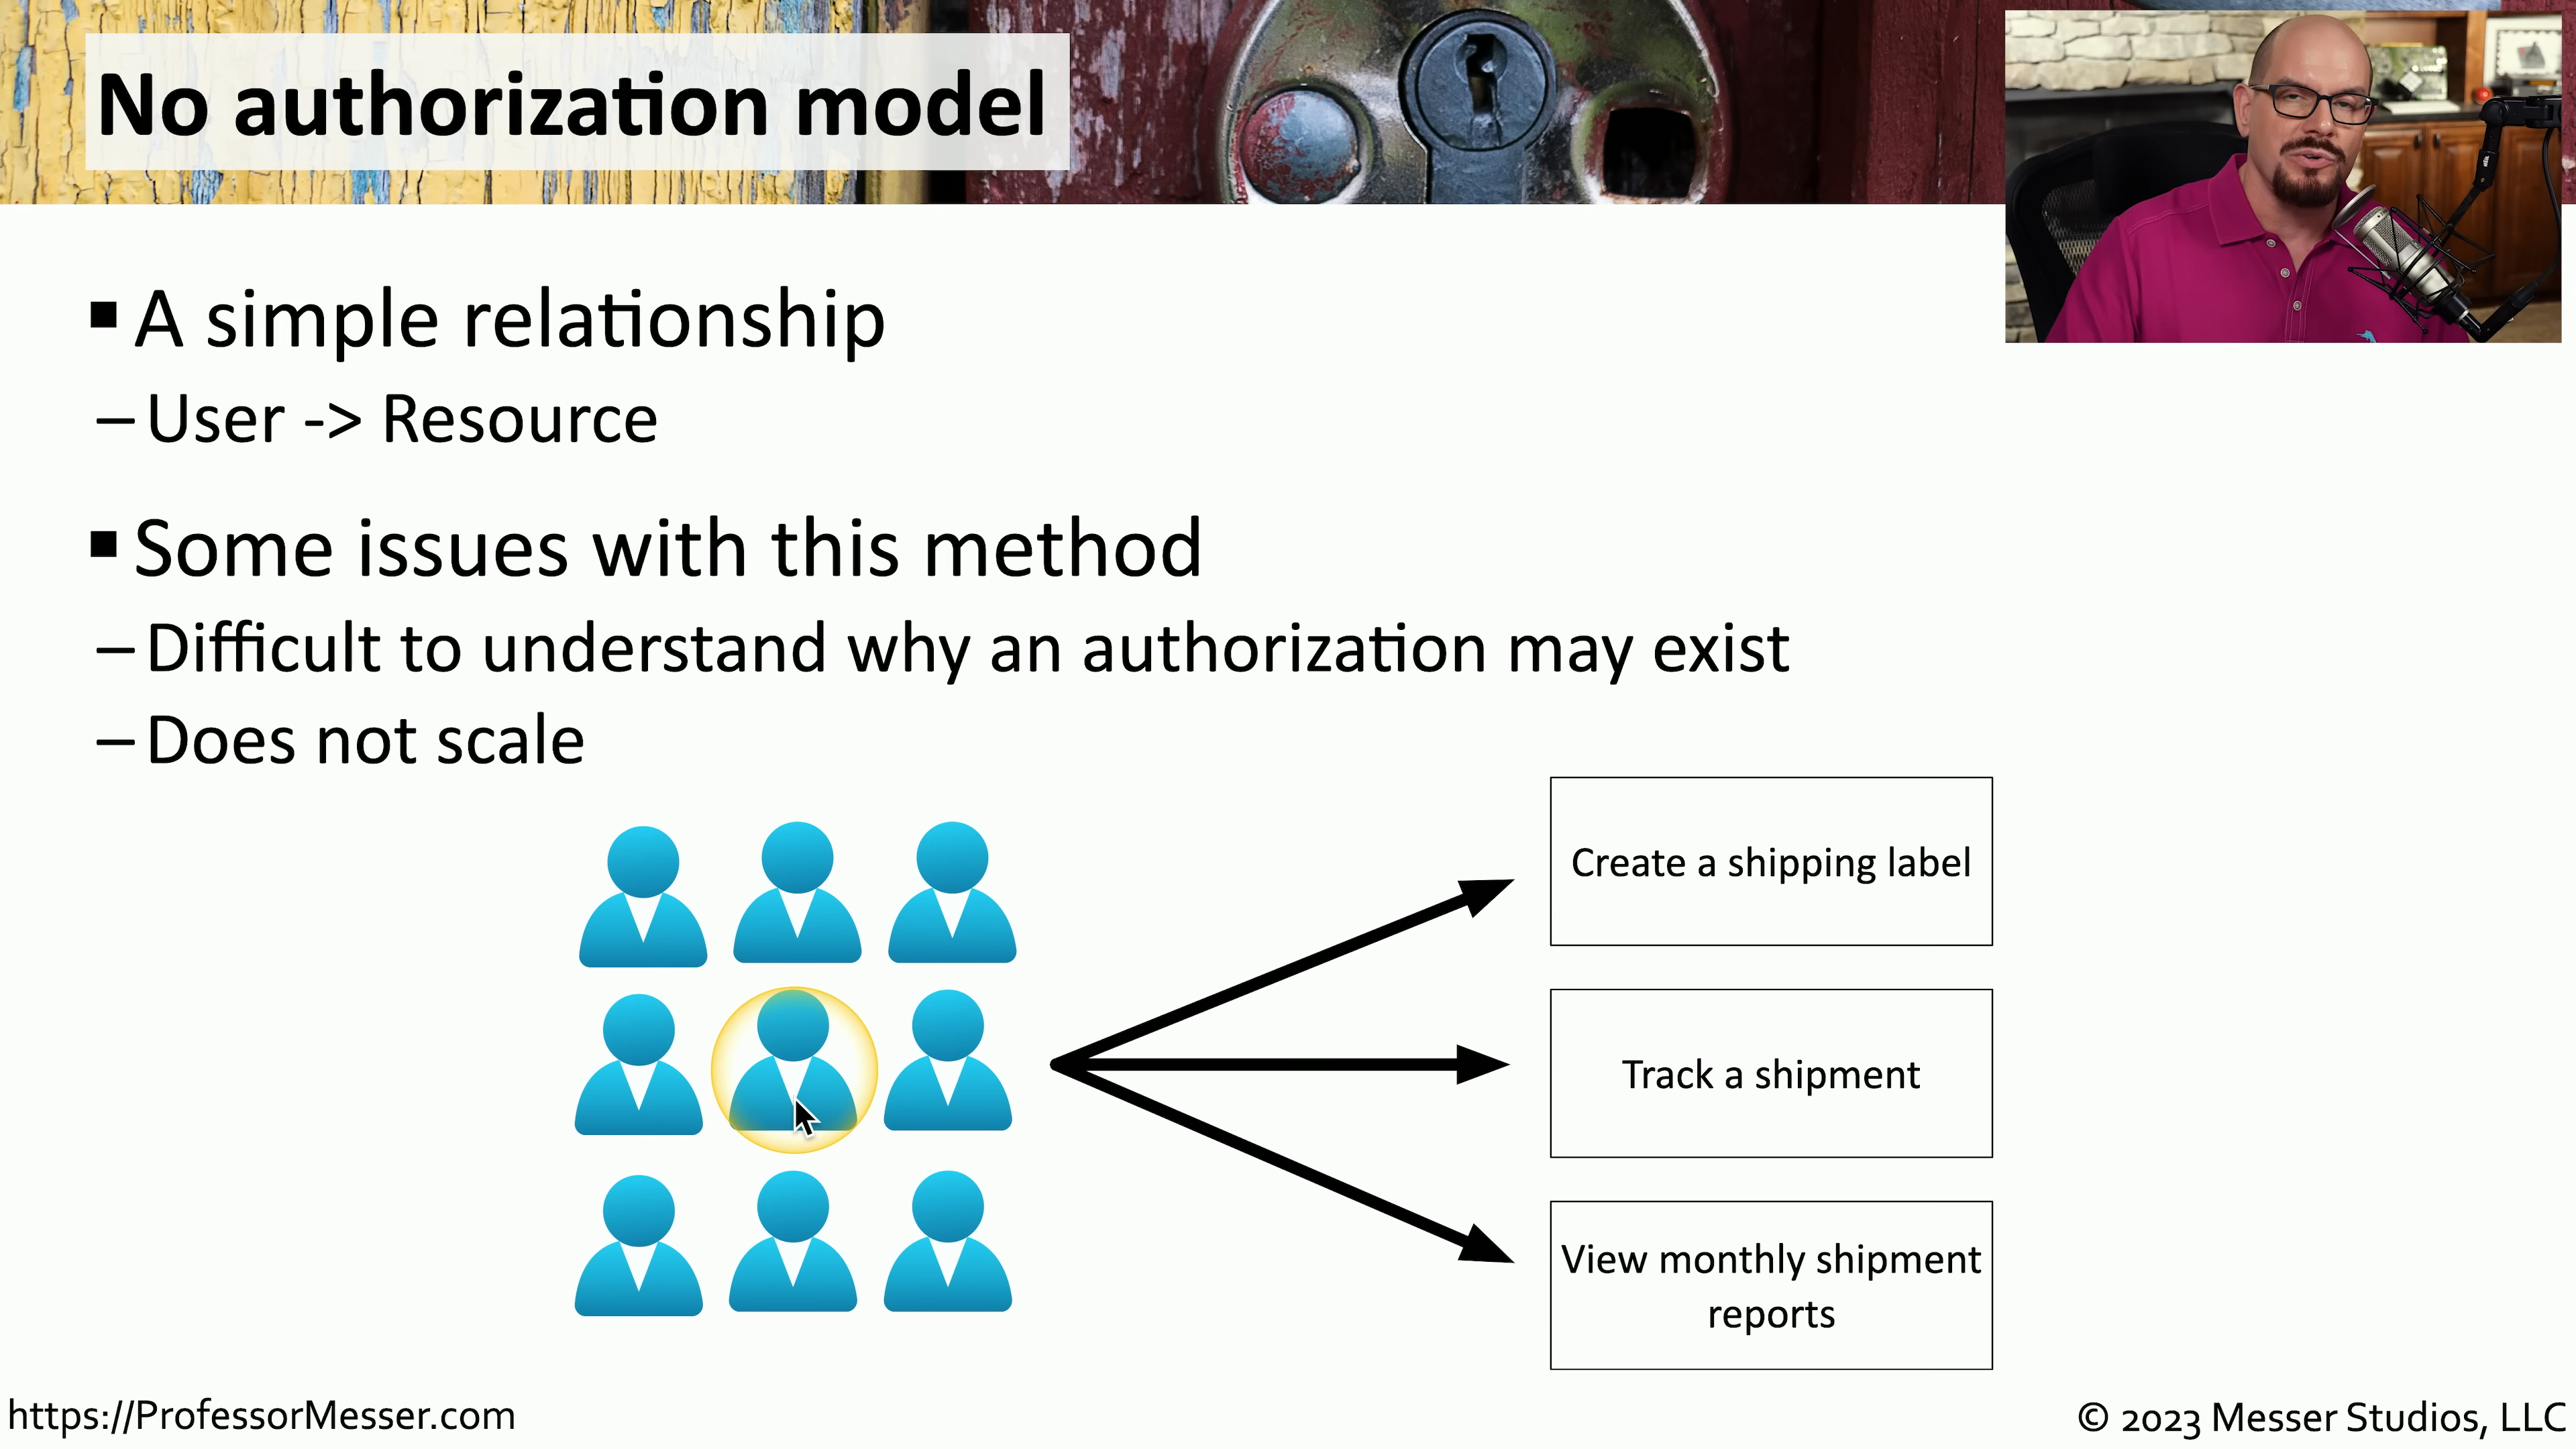 No authorization model
▪ A simple relationship
– User -> Resource
▪ Some issues with this method
– Difficult to understand why an authorization may exist
– Does not scale
Create a shipping label
Track a shipment
View monthly shipment
reports
https://ProfessorMesser.com
© 2023 Messer Studios, LLC